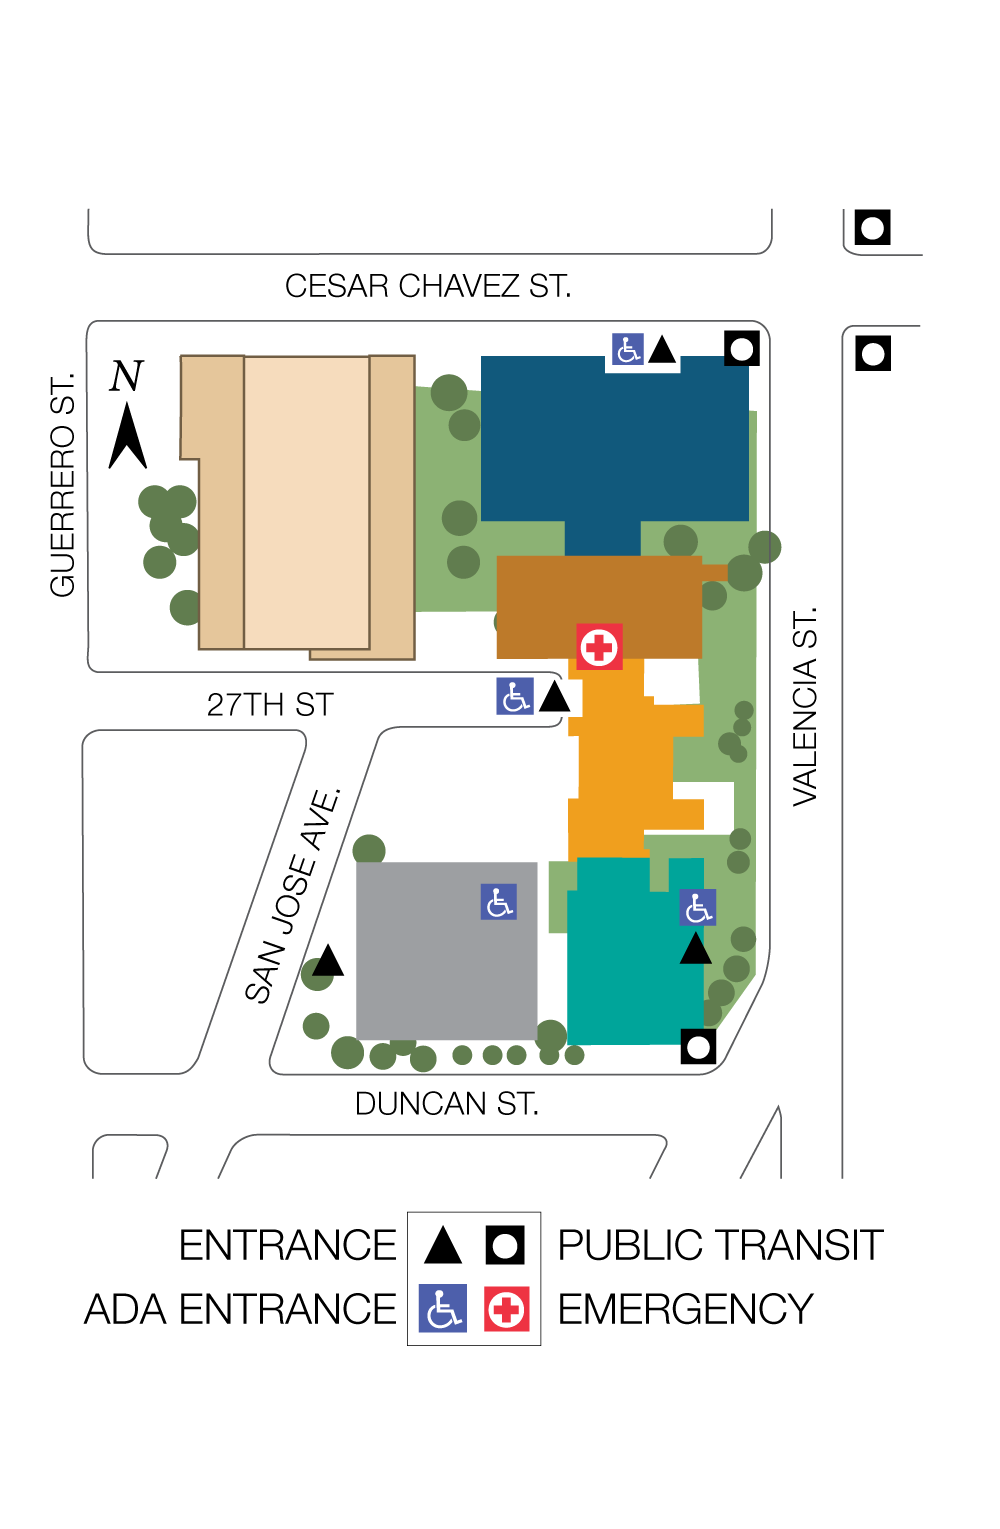 CESAR CHAVEZ ST.
N
GUERRERO ST.
27TH ST
VALENCIA ST.
SAN JOSE AVE.
DUNCAN ST.
ENTRANCE
PUBLIC TRANSIT
ADA ENTRANCE
EMERGENCY